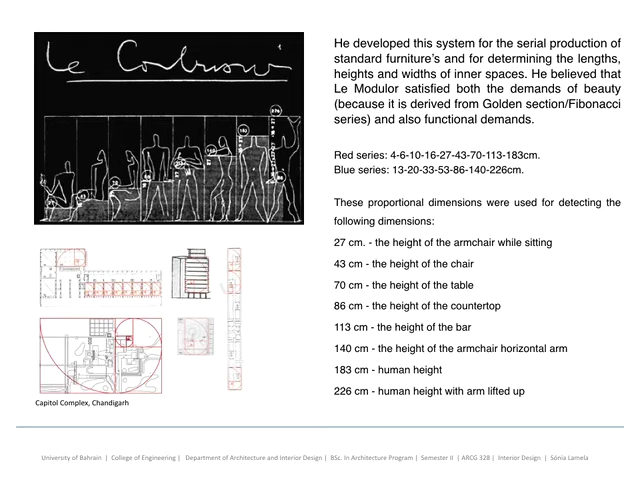 Le Corbusier
He developed this system for the serial production of
standard furniture's and for determining the lengths,
heights and widths of inner spaces. He believed that
Le Modulor satisfied both the demands of beauty
(because it is derived from Golden section/Fibonacci
series) and also functional demands.
Red series: 4-6-10-16-27-43-70-113-183cm.
Blue series: 13-20-33-53-86-140-226cm.
These proportional dimensions were used for detecting the
following dimensions:
27 cm. - the height of the armchair while sitting
43 cm - the height of the chair
70 cm - the height of the table
86 cm - the height of the countertop
113 cm - the height of the bar
140 cm - the height of the armchair horizontal arm
183 cm - human height
226 cm - human height with arm lifted up
Capitol Complex, Chandigarh
University of Bahrain | College of Engineering | Department of Architecture and Interior Design | BSc. In Architecture Program | Semester II | ARCG 328 | Interior Design | Sónia Lamela